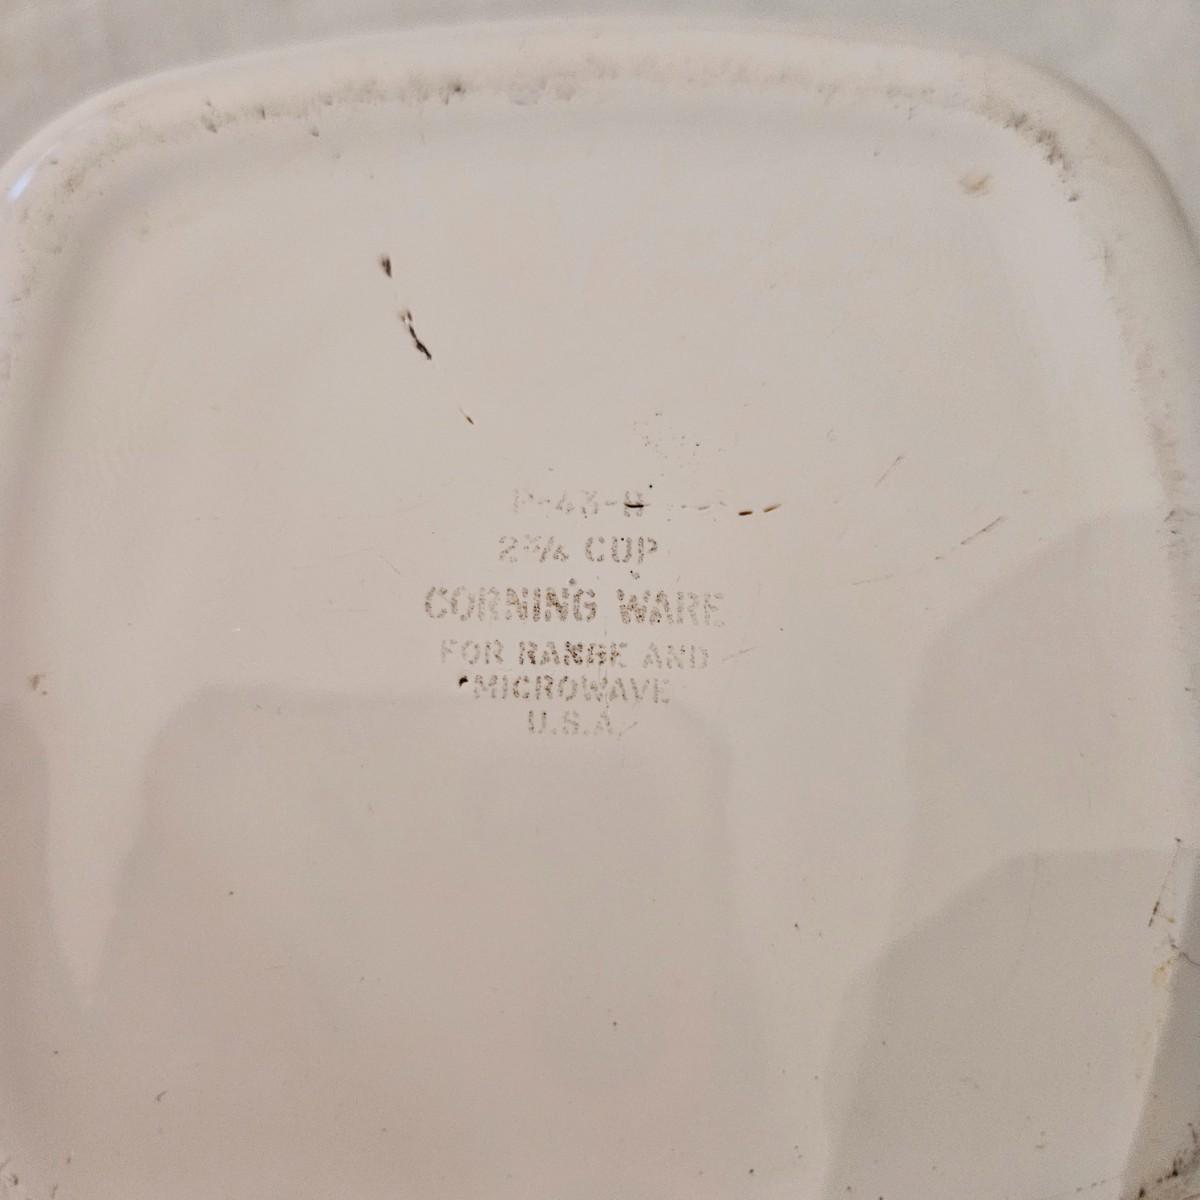 P-43-B
2¾ CUP
CORNING WARE
FOR RANGE AND
MICROWAVE
U.S.A.